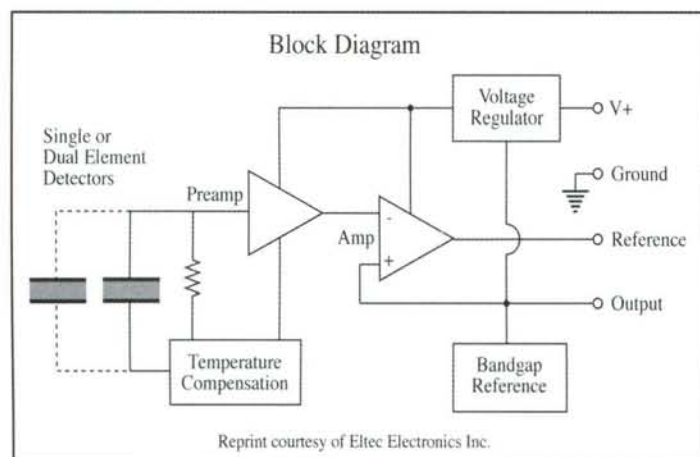 Block Diagram
Single or
Dual Element
Detectors
Preamp
Amp
-
+
Voltage
Regulator
V+
Ground
Reference
Output
Temperature
Compensation
Bandgap
Reference
Reprint courtesy of Eltec Electronics Inc.